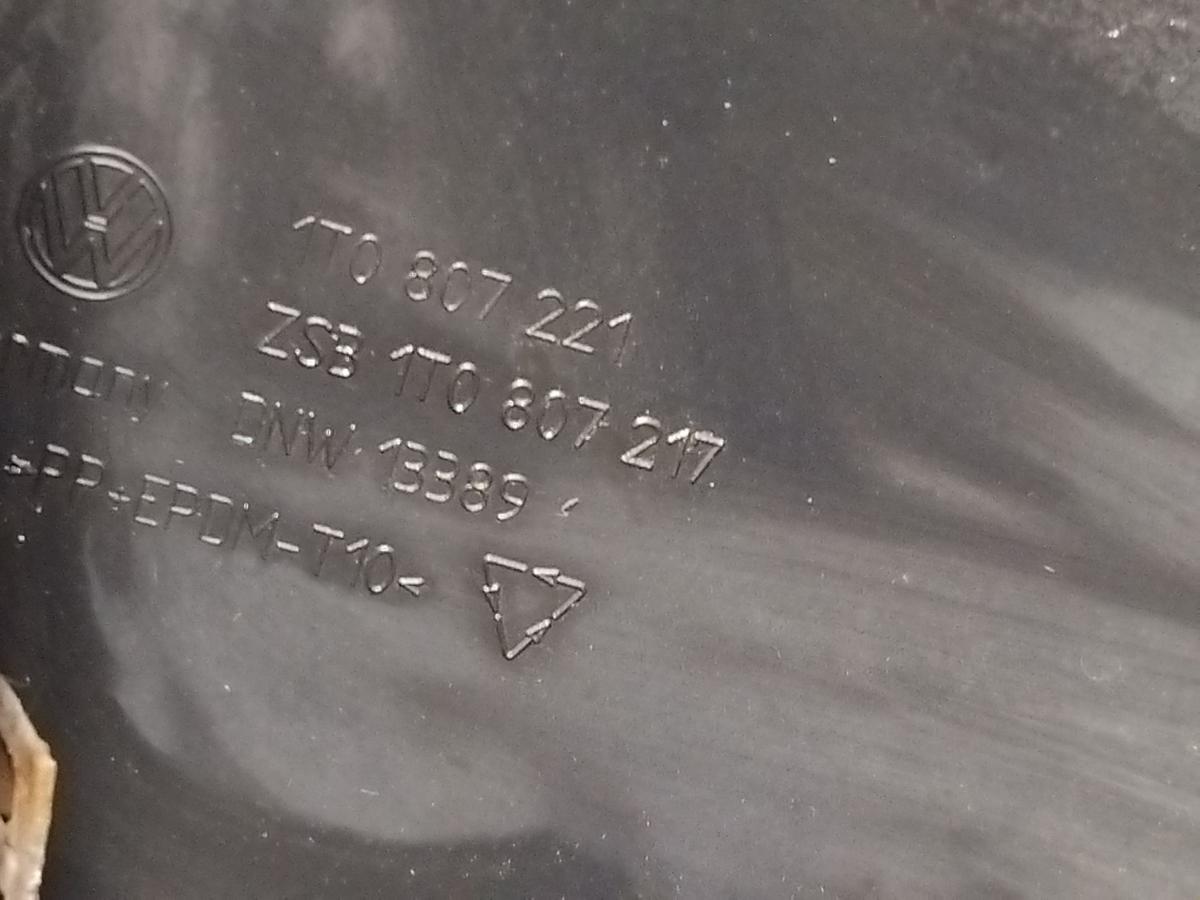 1T0 807 221
ZSB 1T0 807 217
DNW 13389
>PP+EPDM-T10<